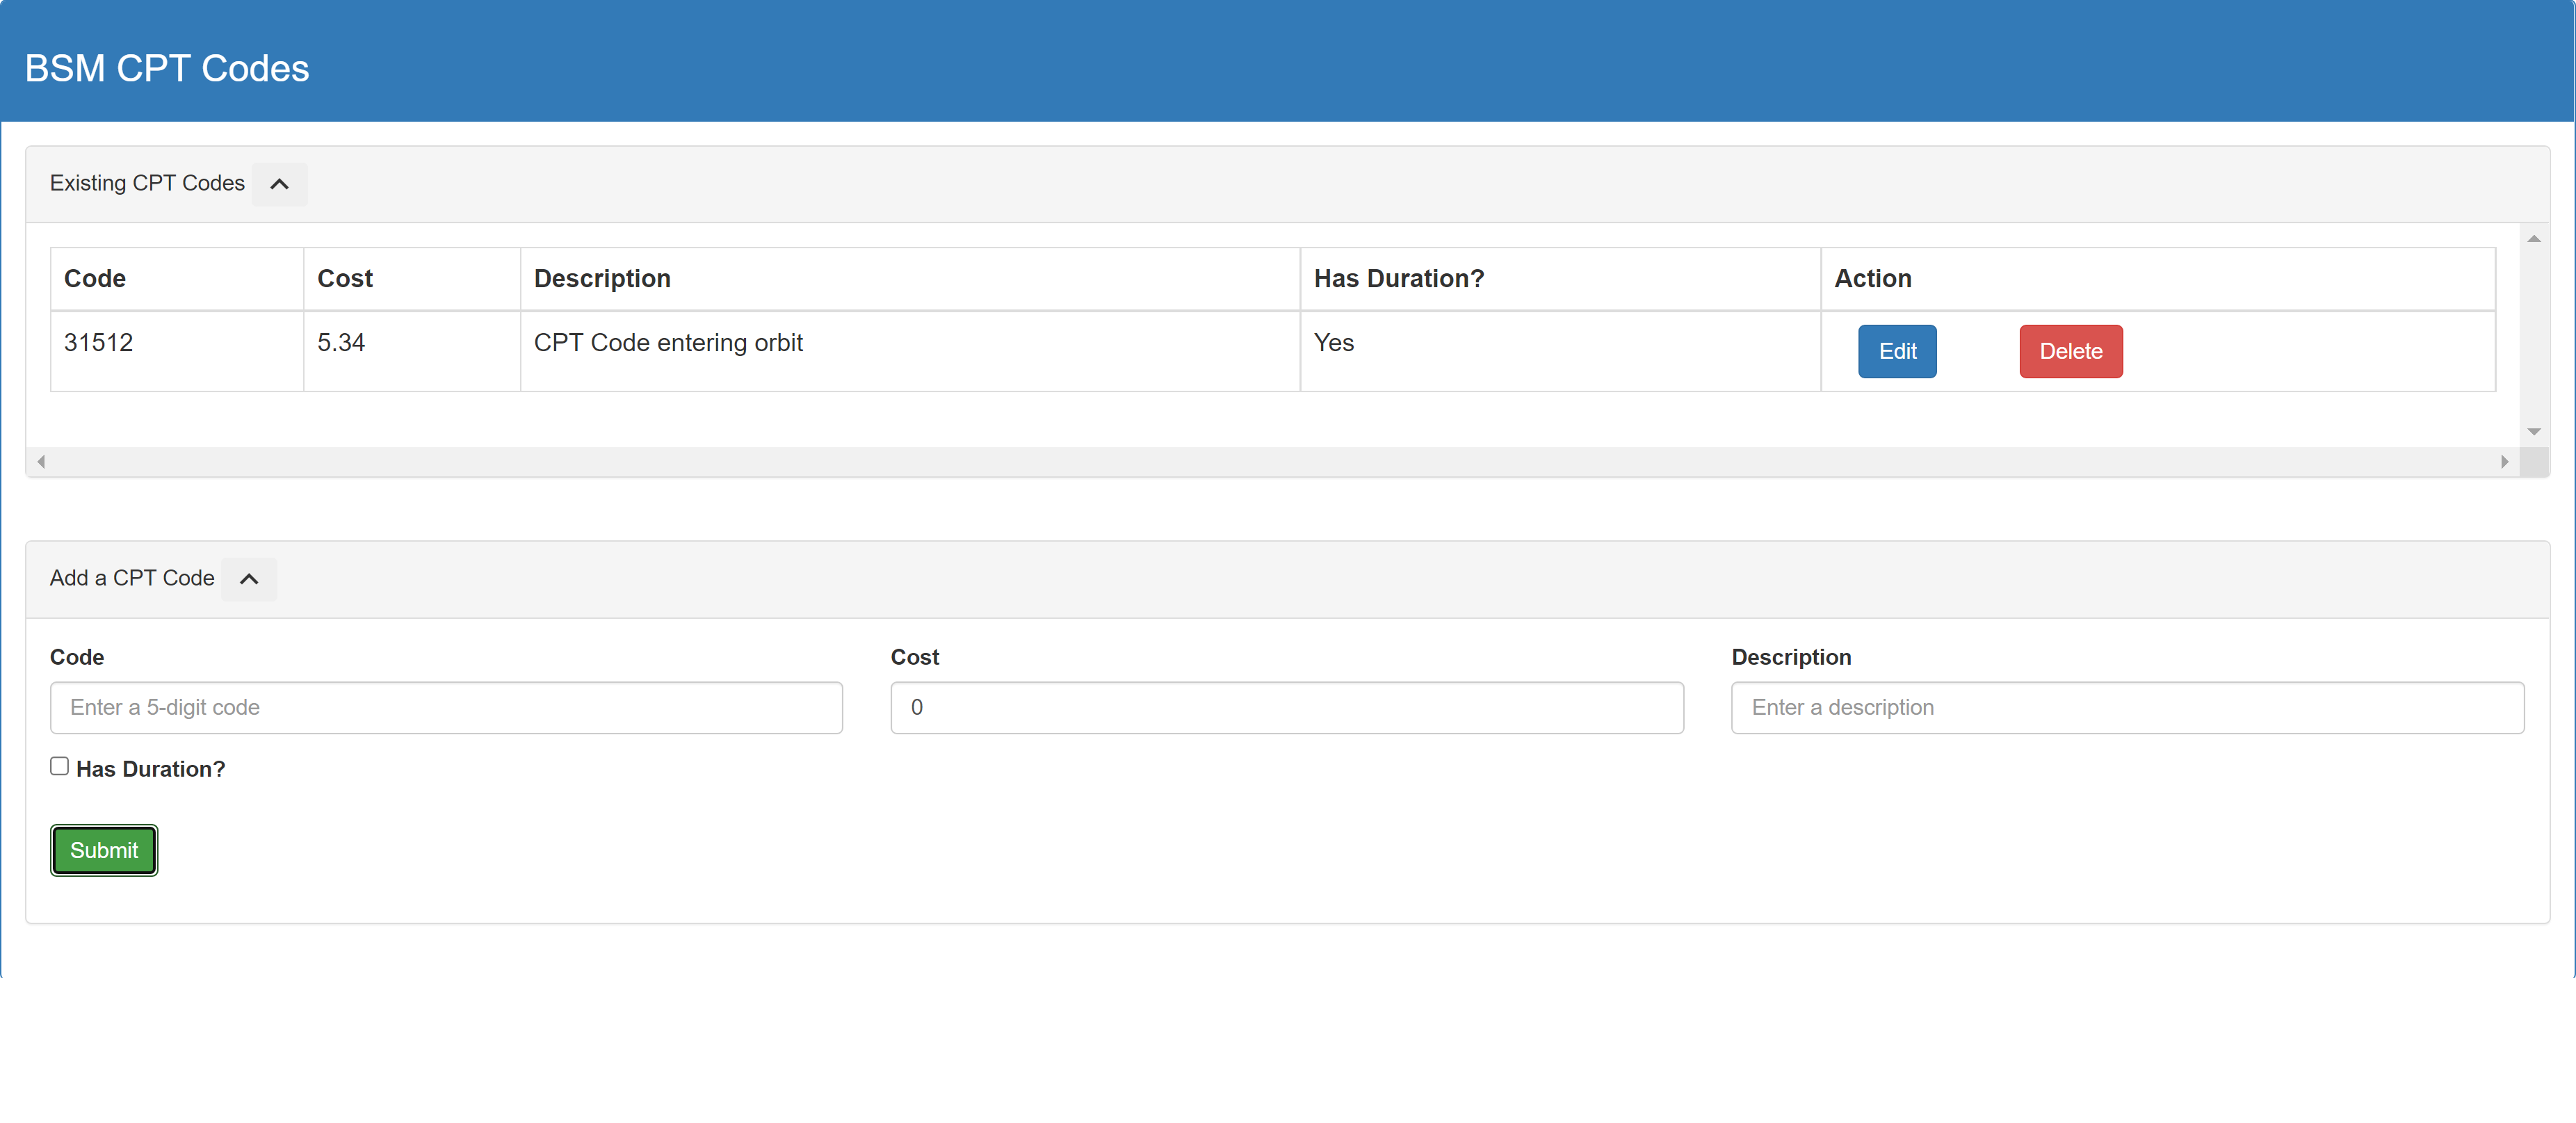 BSM CPT Codes
Existing CPT Codes
Code Cost Description Has Duration? Action
31512 5.34 CPT Code entering orbit Yes Edit Delete
Add a CPT Code
Code Cost Description
Enter a 5-digit code 0 Enter a description
Has Duration?
Submit